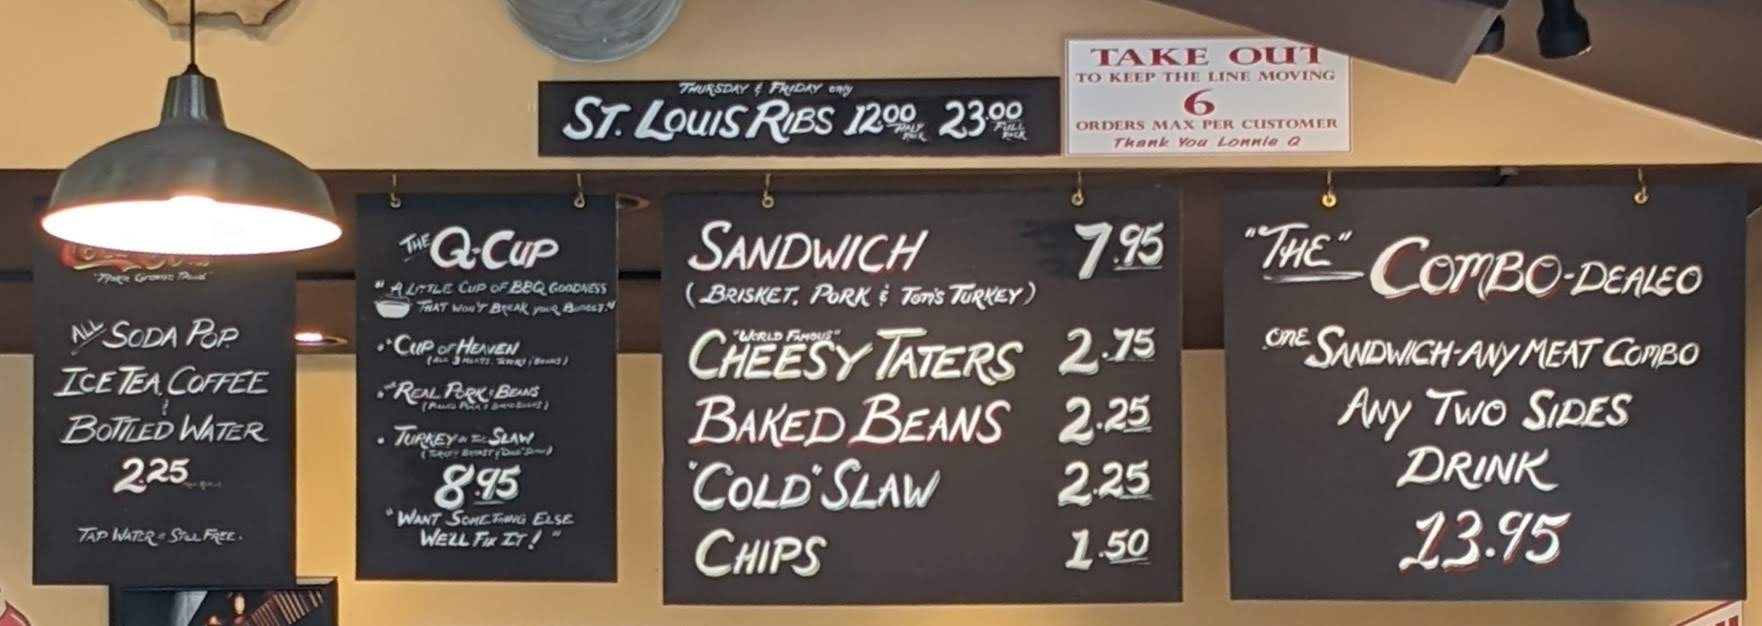 THURSDAY & FRIDAY only
ST. LOUIS RIBS 12.00 HALF RACK 23.00 FULL RACK
TAKE OUT
TO KEEP THE LINE MOVING
6
ORDERS MAX PER CUSTOMER
Thank You Lonnie Q
ALL SODA POP
ICE TEA, COFFEE
&
BOTTLED WATER
2.25
TAP WATER STILL FREE.
THE Q-CUP
"A LITTLE CUP OF BBQ GOODNESS
THAT WON'T BREAK YOUR BUDGET."
• "CUP OF HEAVEN
(ALL 3 MEATS, TATERS & BEANS)
REAL PORK & BEANS
• TURKEY IN THE SLAW
8.95
"WANT SOMETHING ELSE
WE'LL FIX IT!"
SANDWICH 7.95
(BRISKET, PORK & TOM'S TURKEY)
"WORLD FAMOUS"
CHEESY TATERS 2.75
BAKED BEANS 2.25
"COLD" SLAW 2.25
CHIPS 1.50
"THE" COMBO-DEALEO
ONE SANDWICH-ANY MEAT COMBO
ANY TWO SIDES
DRINK
13.95